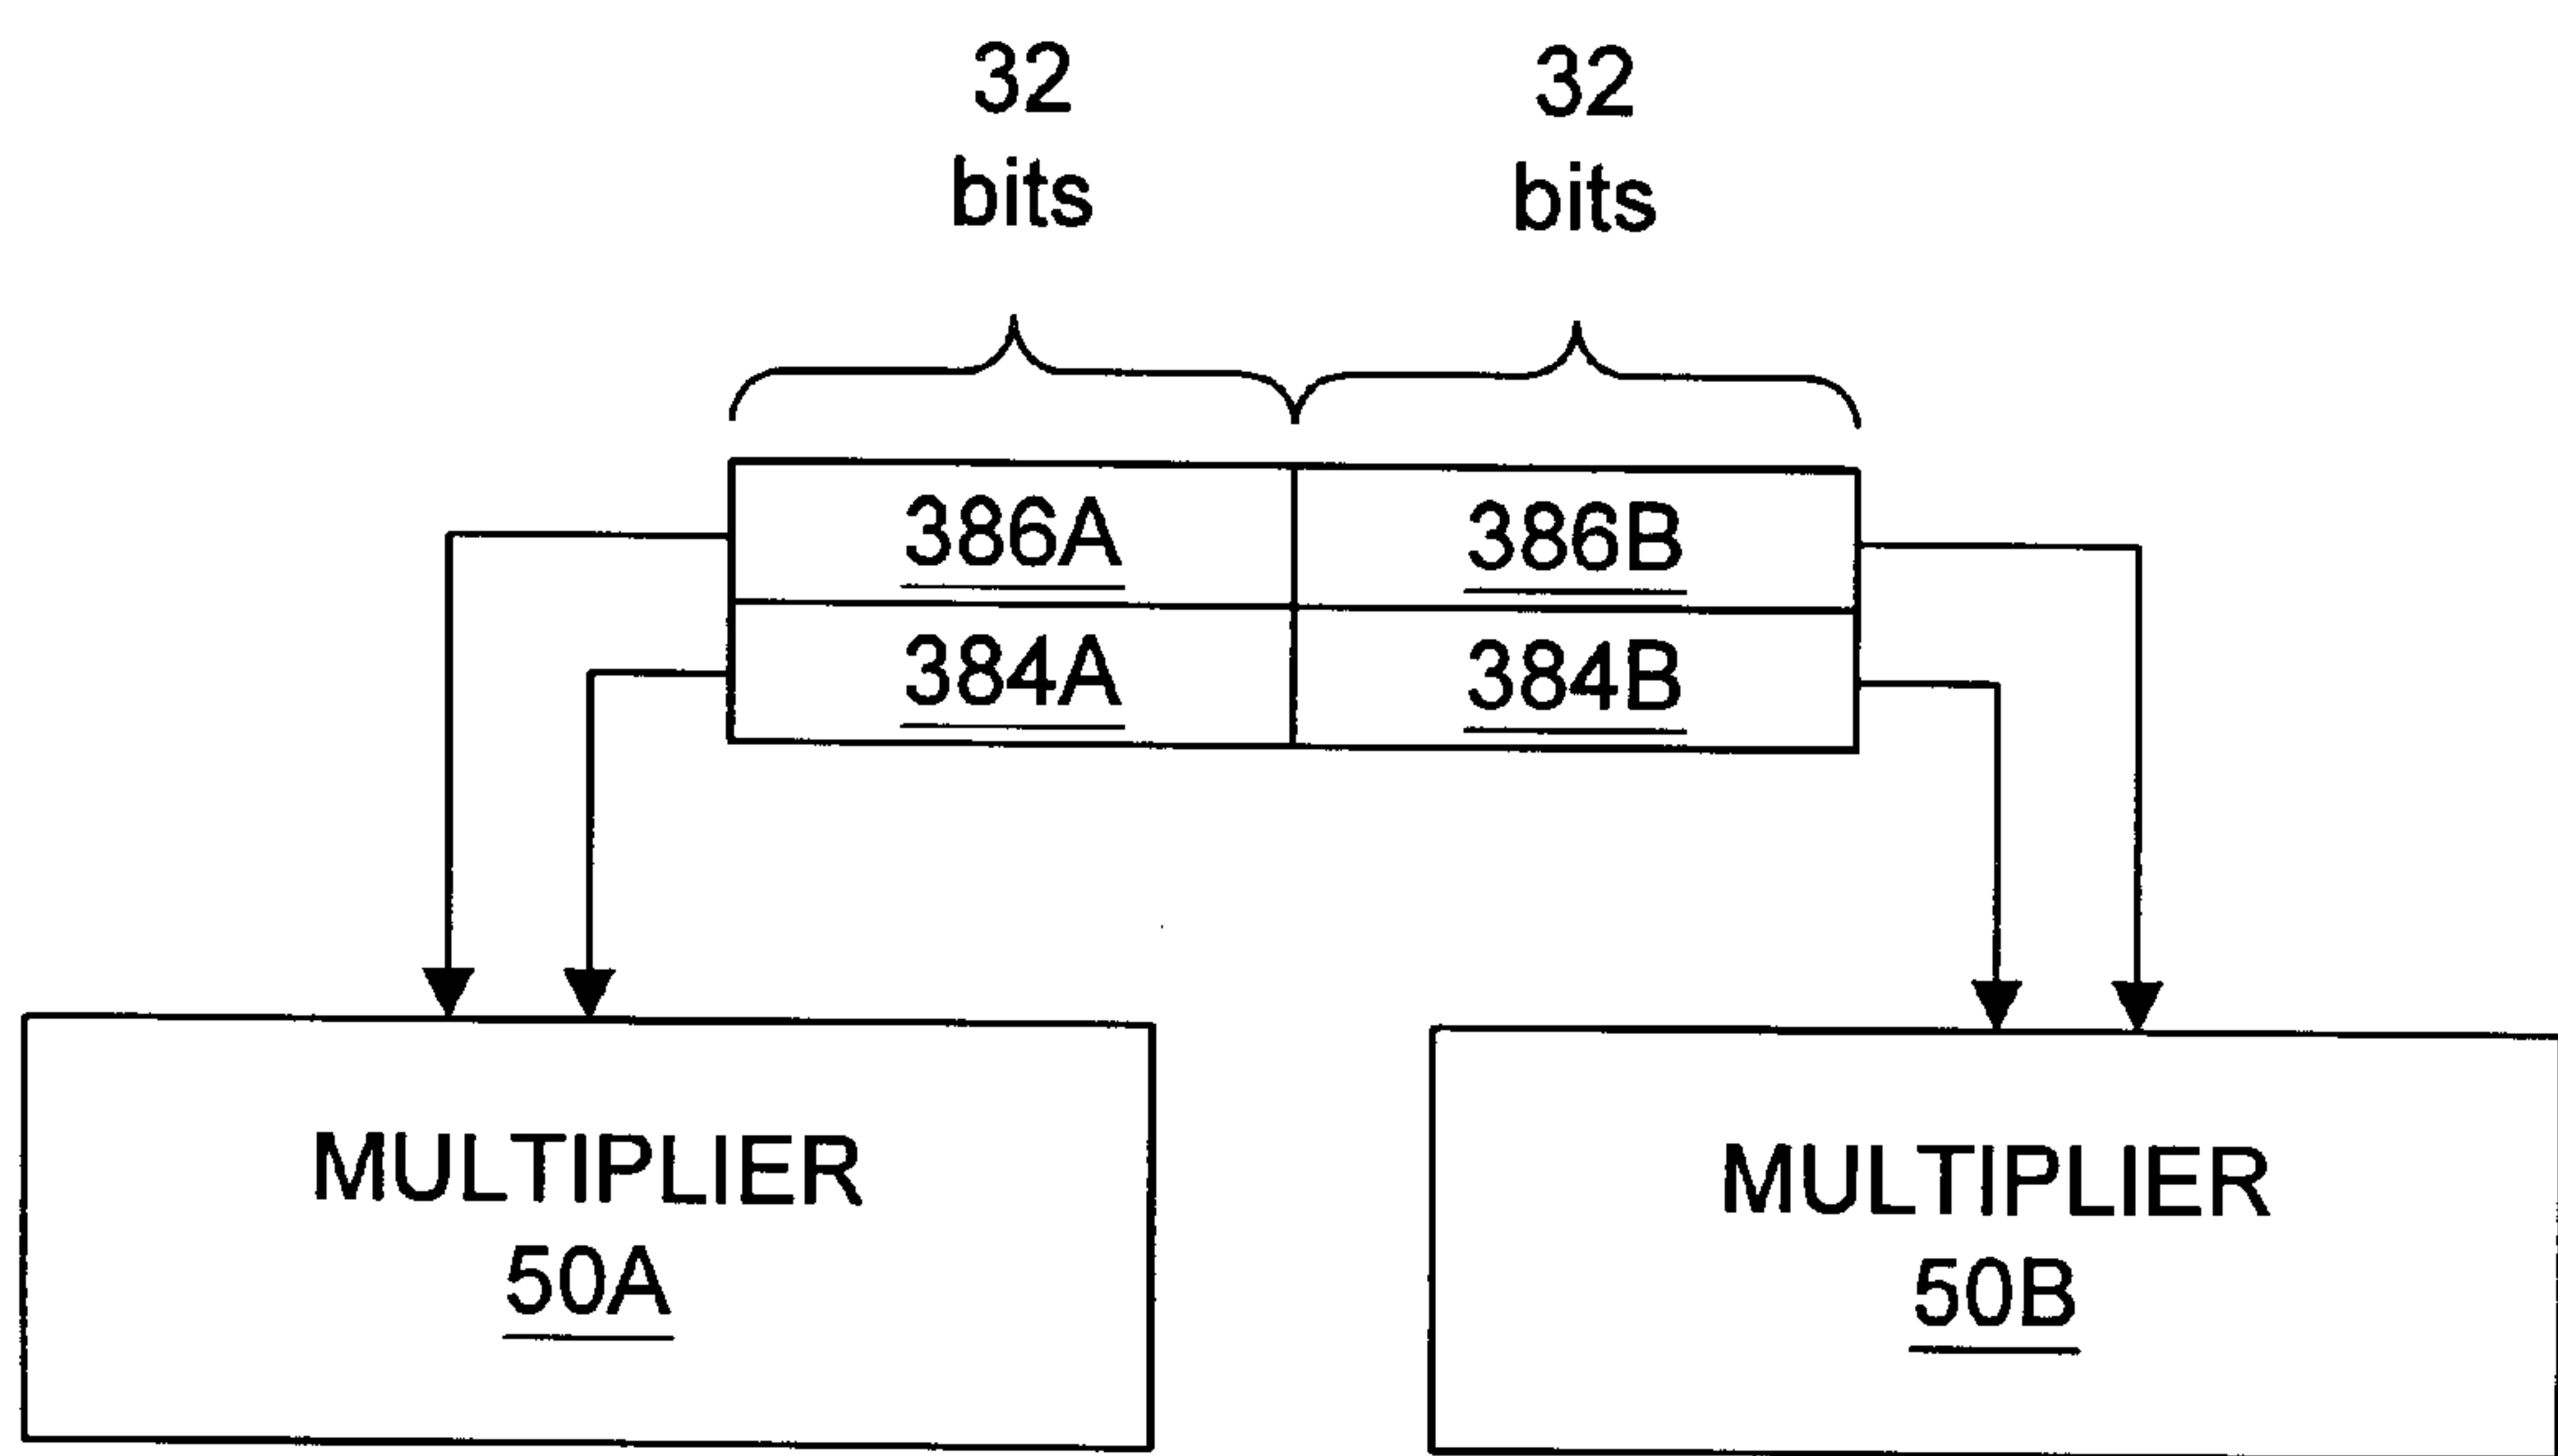 32 32
bits bits
386A 386B
384A 384B
MULTIPLIER MULTIPLIER
50A 50B